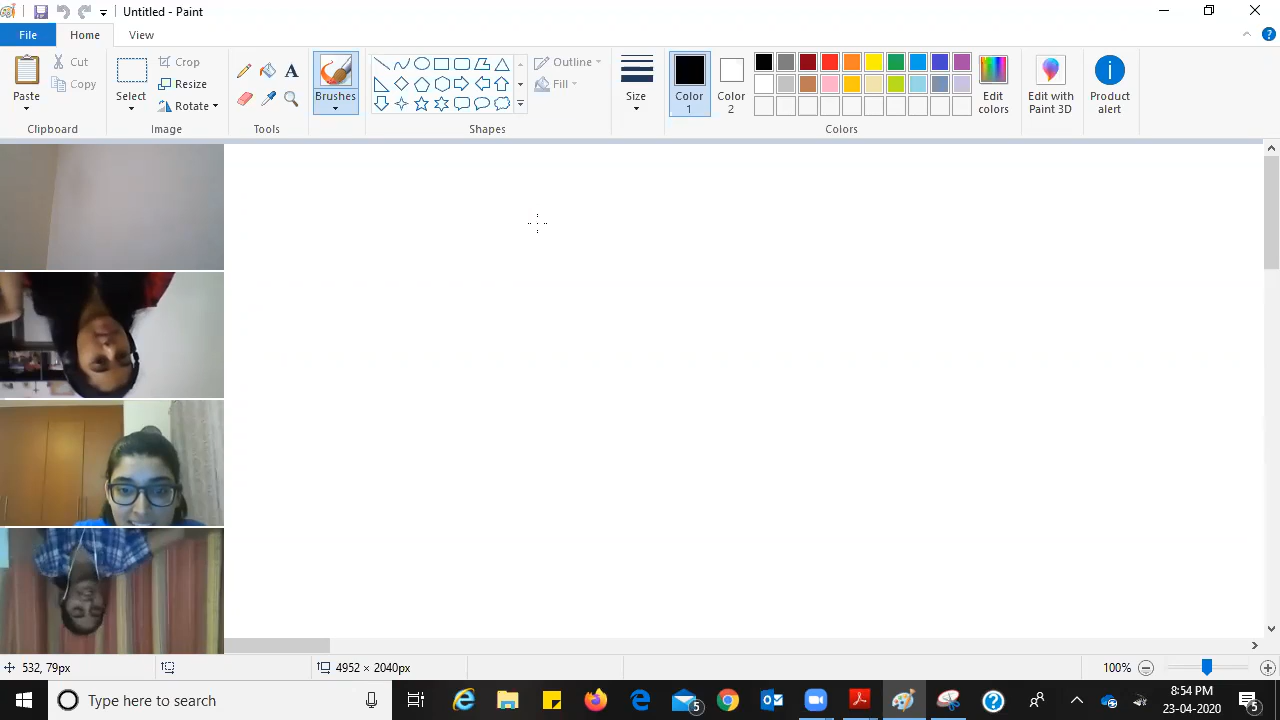 Untitled - Paint
File Home View
Paste
Cut
Copy
Clipboard
Select
Crop
Resize
Rotate
Image
A
Tools
Brushes
Outline
Fill
Shapes
Size
Color 1
Color 2
Edit colors
Colors
Edit with Paint 3D
Product alert
532, 79px
4952 × 2040px
100%
Type here to search
5
8:54 PM
23-04-2020
5